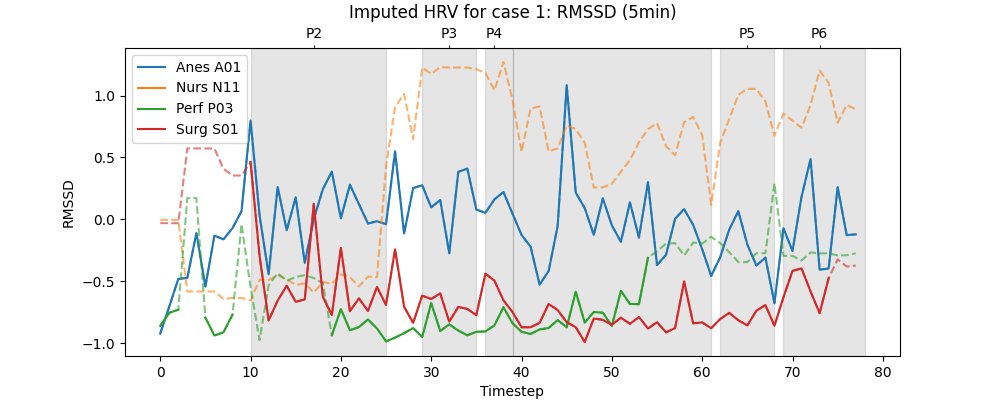 Imputed HRV for case 1: RMSSD (5min)
P2 P3 P4 P5 P6
Anes A01
Nurs N11
Perf P03
Surg S01
RMSSD
1.0
0.5
0.0
−0.5
−1.0
0 10 20 30 40 50 60 70 80
Timestep